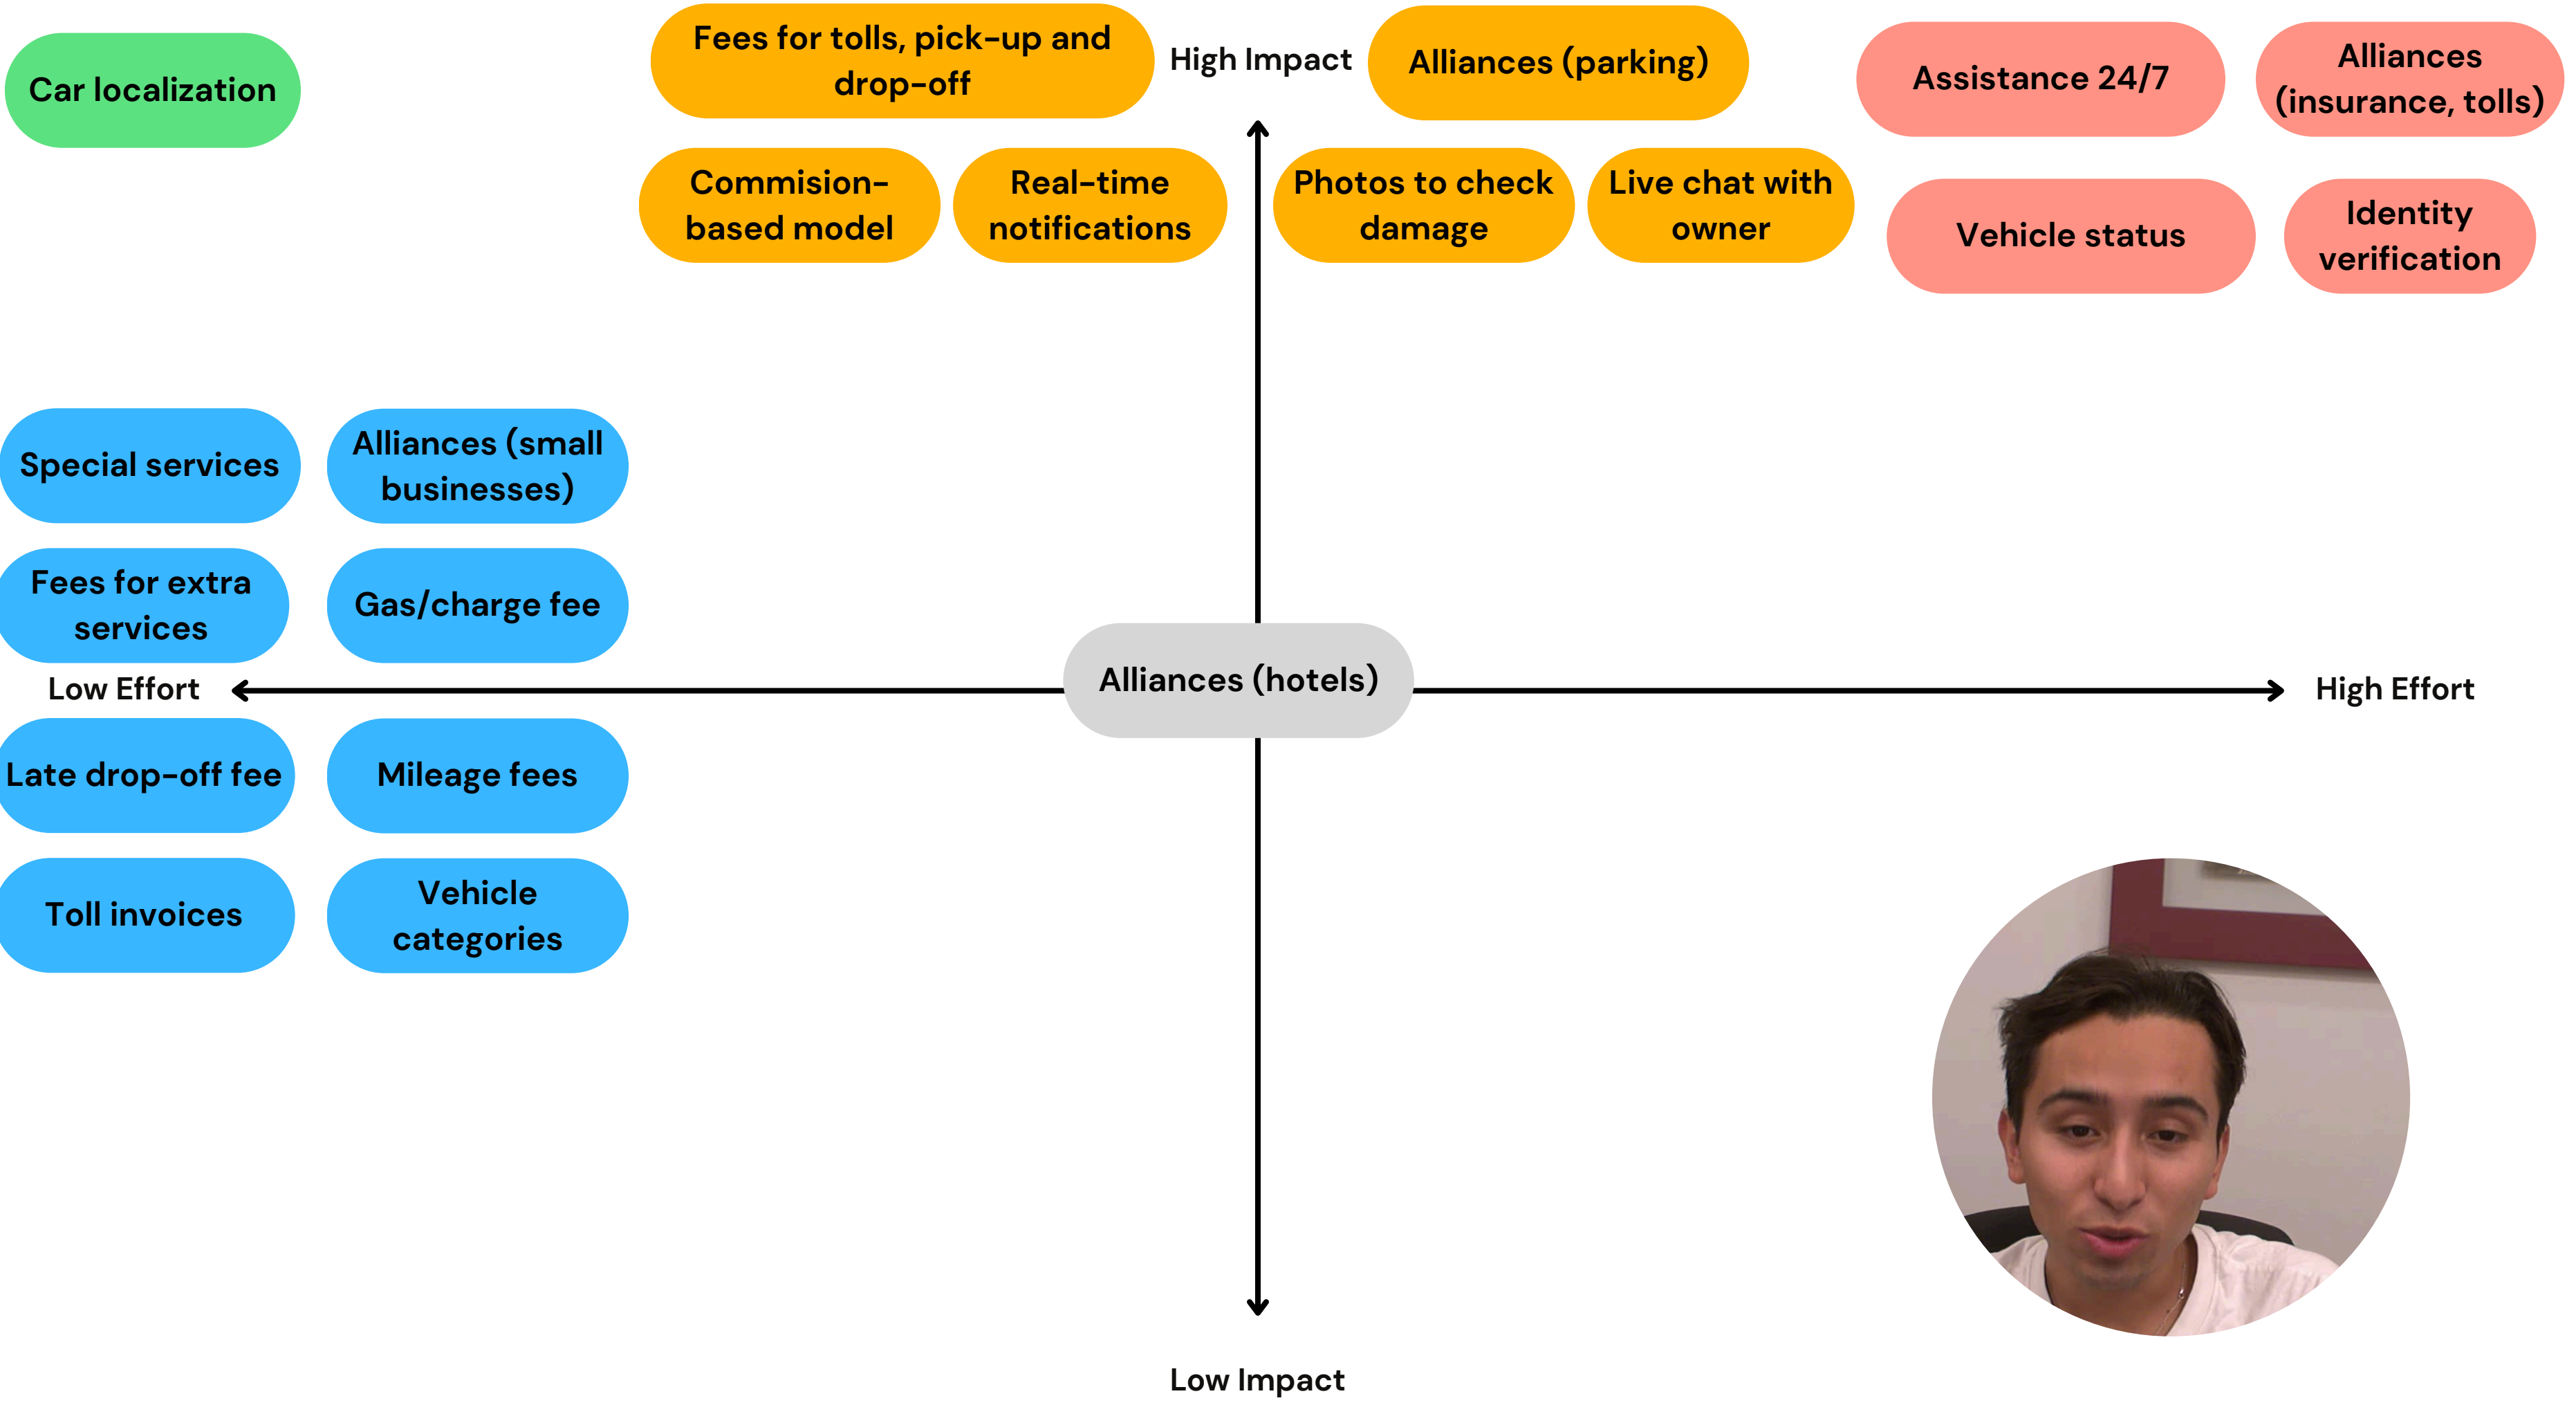 Car localization
Fees for tolls, pick-up and
drop-off
High Impact
Alliances (parking)
Assistance 24/7
Alliances
(insurance, tolls)
Commision-
based model
Real-time
notifications
Photos to check
damage
Live chat with
owner
Vehicle status
Identity
verification
Special services
Alliances (small
businesses)
Fees for extra
services
Gas/charge fee
Low Effort
Alliances (hotels)
High Effort
Late drop-off fee
Mileage fees
Toll invoices
Vehicle
categories
Low Impact